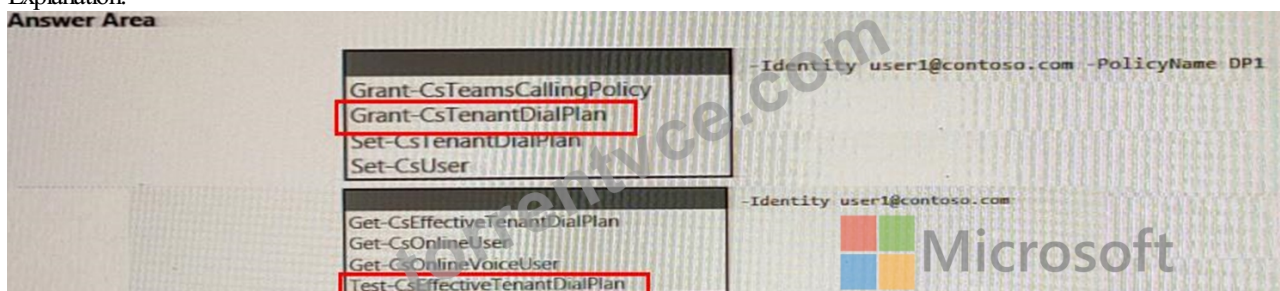 Explanation:
Answer Area
-Identity user1@contoso.com -PolicyName DP1
Grant-CsTeamsCallingPolicy
Grant-CsTenantDialPlan
Set-CsTenantDialPlan
Set-CsUser
-Identity user1@contoso.com
Get-CsEffectiveTenantDialPlan
Get-CsOnlineUser
Get-CsOnlineVoiceUser
Test-CsEffectiveTenantDialPlan
Microsoft